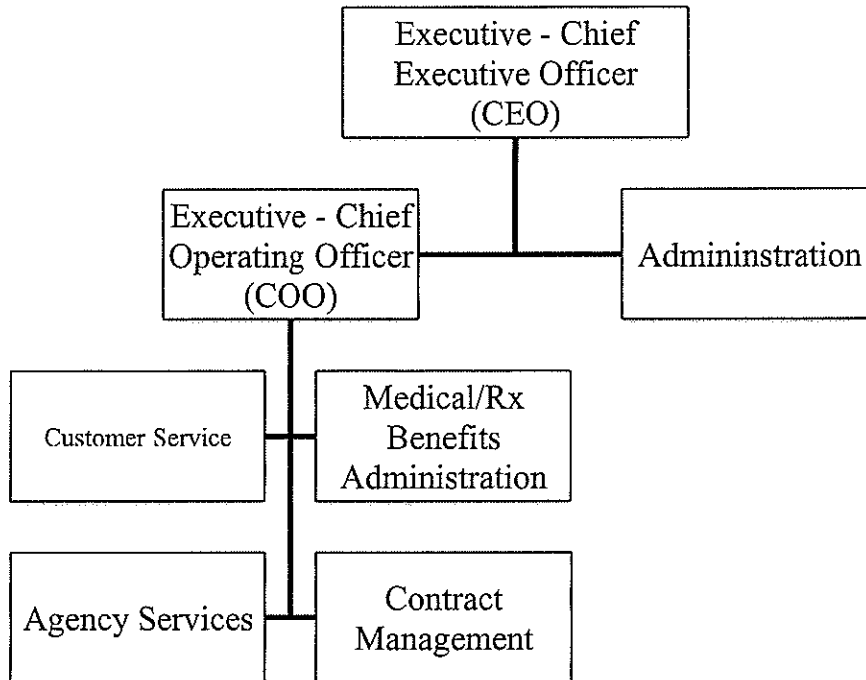 Executive - Chief
Executive Officer
(CEO)
Executive - Chief
Operating Officer
(COO)
Admininstration
Customer Service
Medical/Rx
Benefits
Administration
Agency Services
Contract
Management